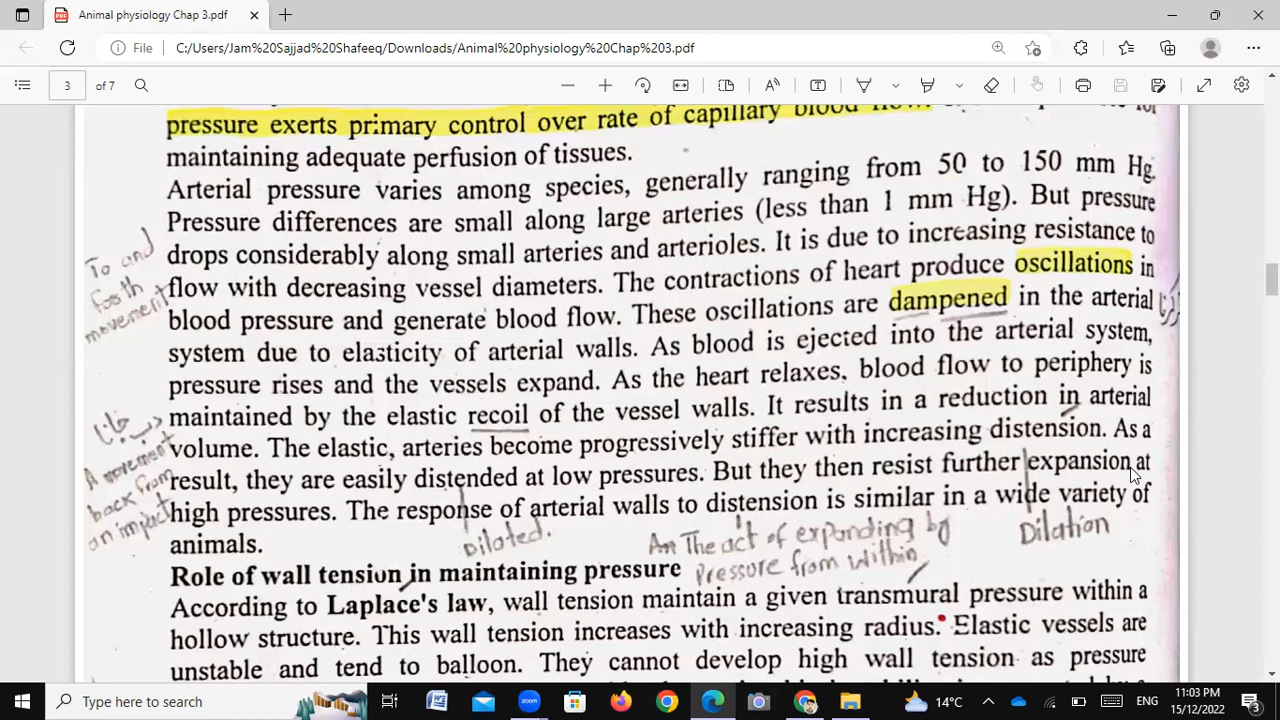 Animal physiology Chap 3.pdf
File C:/Users/Jam%20Sajjad%20Shafeeq/Downloads/Animal%20physiology%20Chap%203.pdf
3 of 7
pressure exerts primary control over rate of capillary blood flow.
maintaining adequate perfusion of tissues.
Arterial pressure varies among species, generally ranging from 50 to 150 mm Hg.
Pressure differences are small along large arteries (less than 1 mm Hg). But pressure
drops considerably along small arteries and arterioles. It is due to increasing resistance to
flow with decreasing vessel diameters. The contractions of heart produce oscillations in
blood pressure and generate blood flow. These oscillations are dampened in the arterial
system due to elasticity of arterial walls. As blood is ejected into the arterial system,
pressure rises and the vessels expand. As the heart relaxes, blood flow to periphery is
maintained by the elastic recoil of the vessel walls. It results in a reduction in arterial
volume. The elastic, arteries become progressively stiffer with increasing distension. As a
result, they are easily distended at low pressures. But they then resist further expansion at
high pressures. The response of arterial walls to distension is similar in a wide variety of
animals.
To and
footh
movement
دب جانا
A movement
back from
an impact
Dilated.
An The act of expanding by
Pressure from within
Dilation
Role of wall tension in maintaining pressure
According to Laplace's law, wall tension maintain a given transmural pressure within a
hollow structure. This wall tension increases with increasing radius. Elastic vessels are
unstable and tend to balloon. They cannot develop high wall tension as pressure
Type here to search
14°C
ENG
11:03 PM
15/12/2022
3